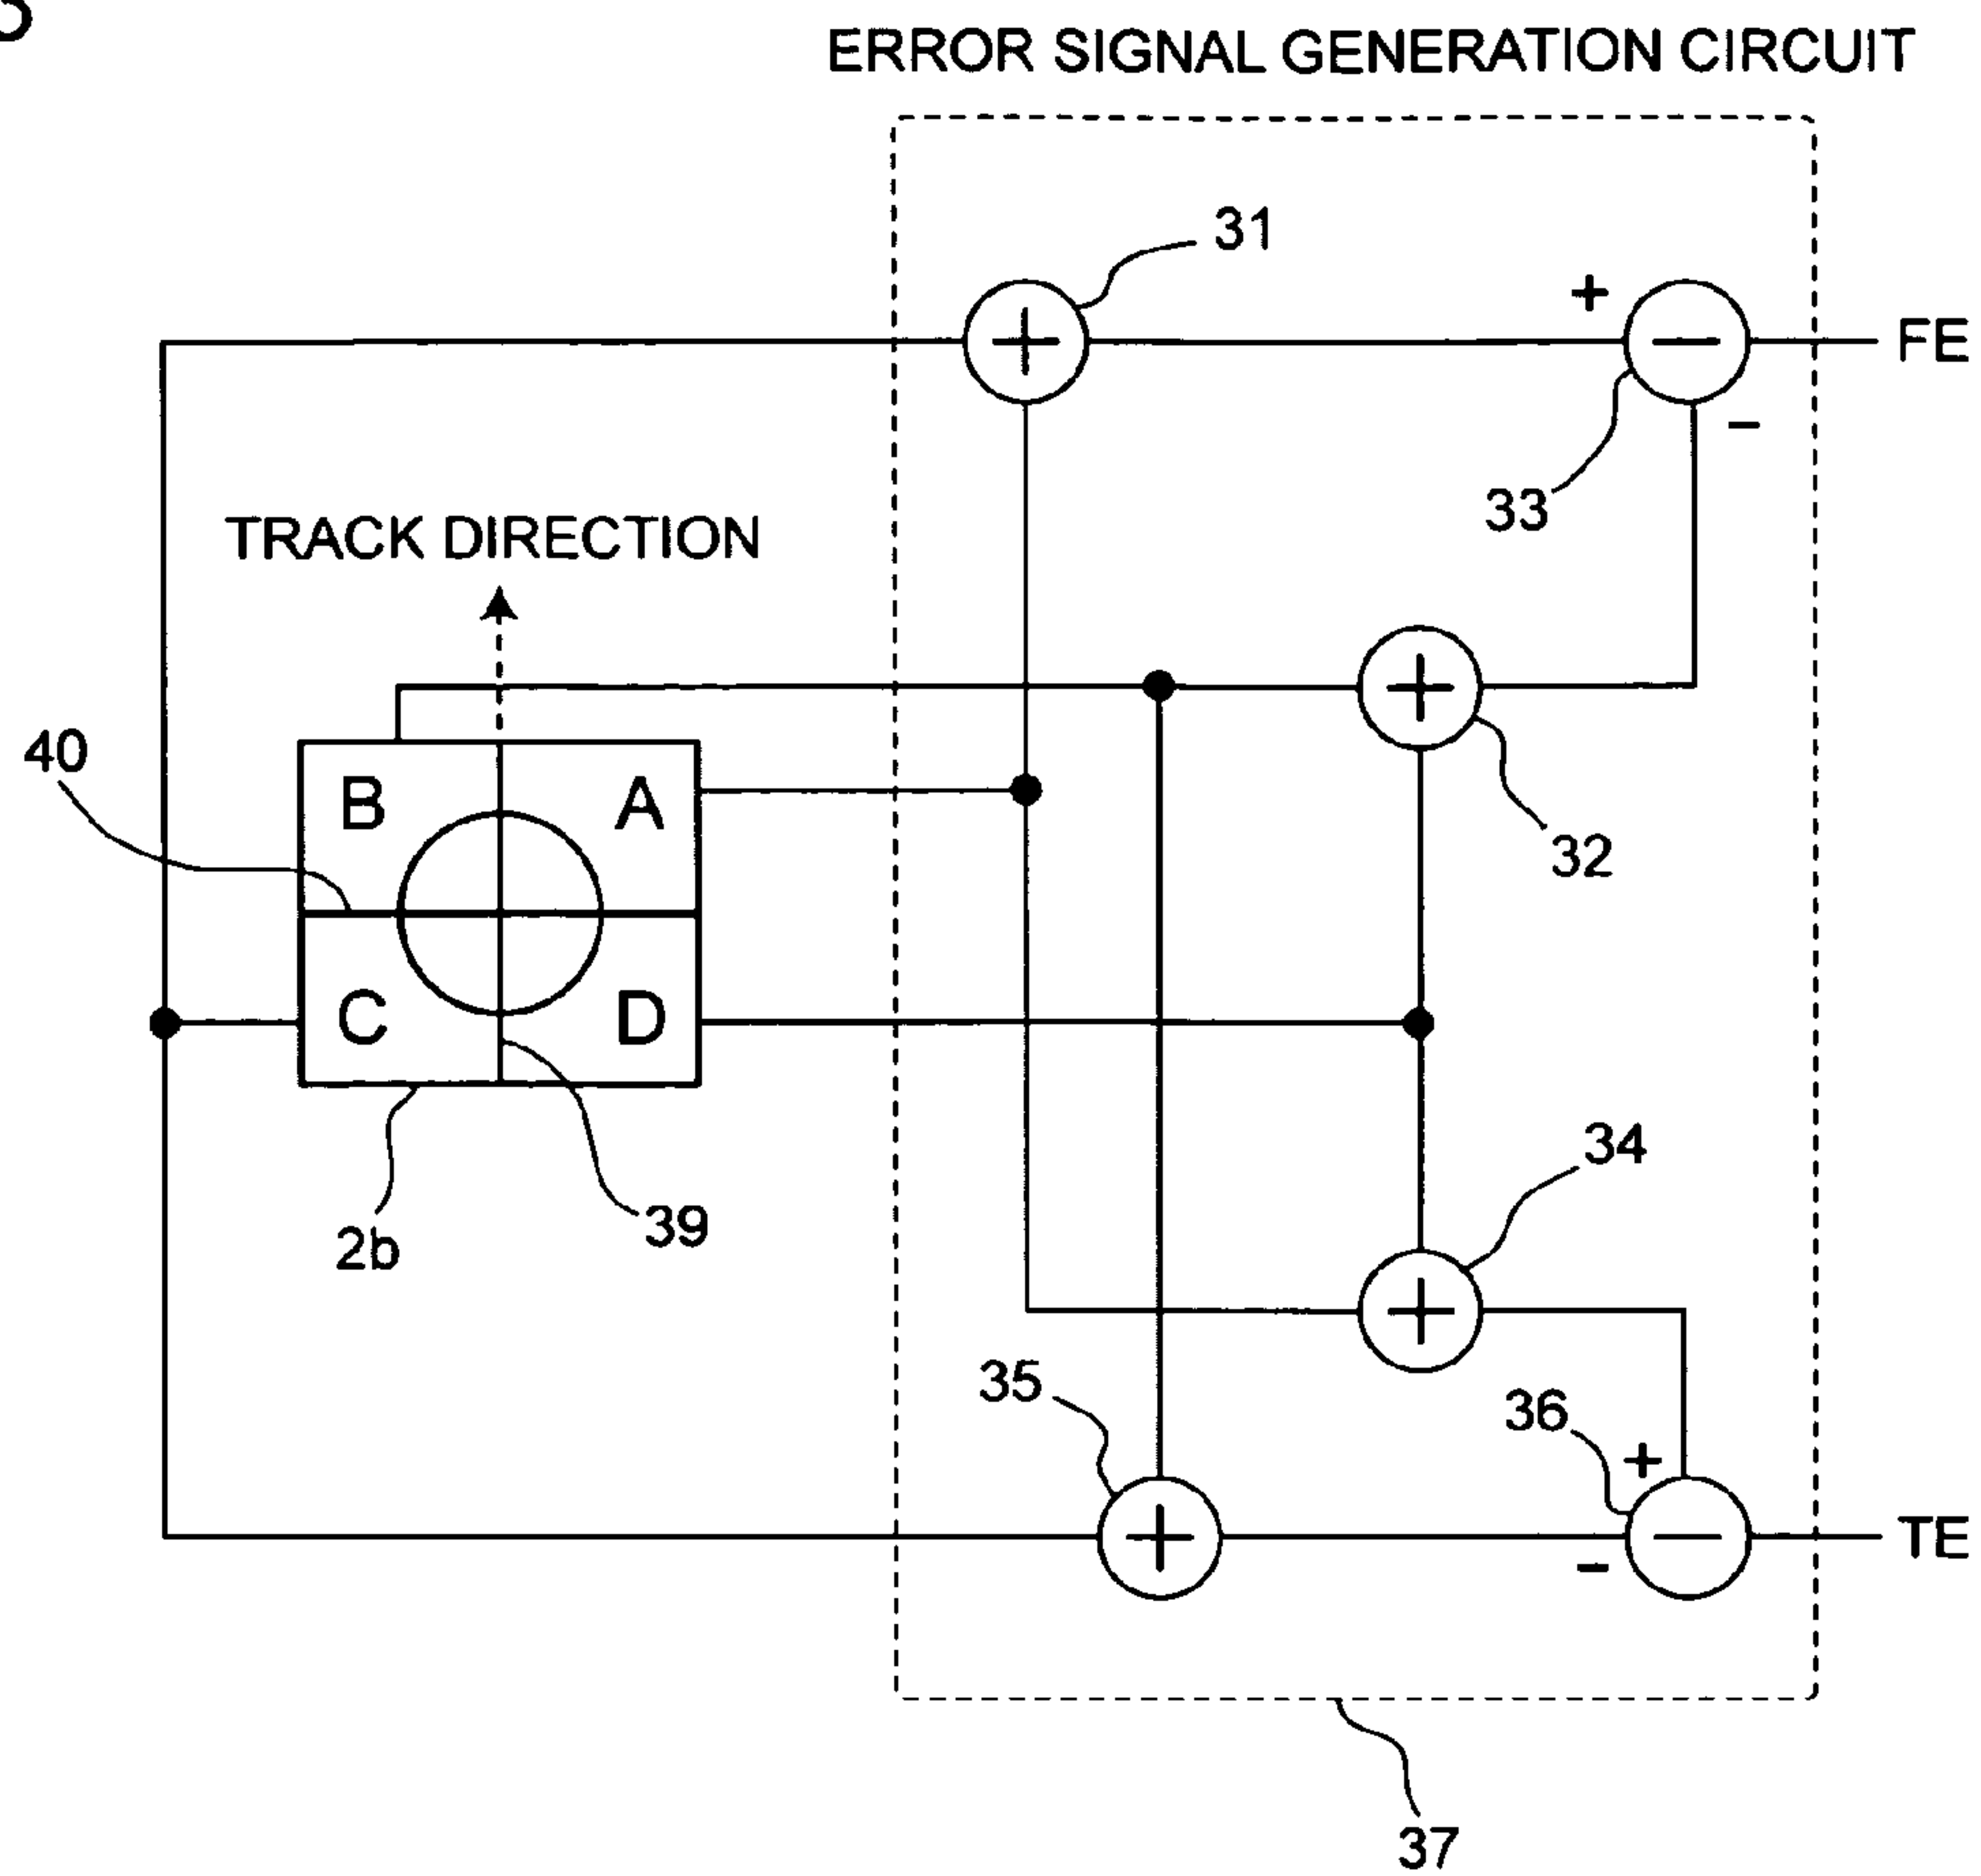 ERROR SIGNAL GENERATION CIRCUIT
31
+
+
−
FE
−
33
TRACK DIRECTION
+
32
40
B
A
C
D
34
2b
39
+
35
36
+
+
−
−
TE
37